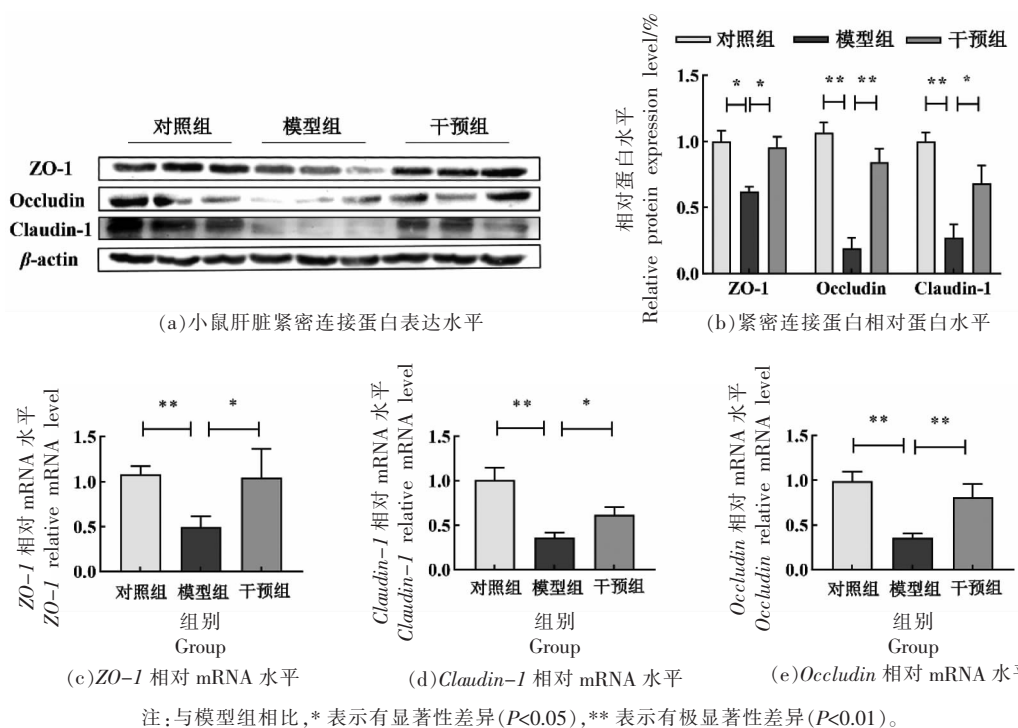 对照组 模型组 干预组
ZO-1
Occludin
Claudin-1
β-actin
(a)小鼠肝脏紧密连接蛋白表达水平
对照组 模型组 干预组
相对蛋白水平
Relative protein expression level/%
1.5
1.0
0.5
0.0
* * ** ** ** *
ZO-1 Occludin Claudin-1
(b)紧密连接蛋白相对蛋白水平
ZO-1 相对 mRNA 水平
ZO-1 relative mRNA level
1.5
1.0
0.5
0.0
** *
对照组 模型组 干预组
组别
Group
(c)ZO-1 相对 mRNA 水平
Claudin-1 相对 mRNA 水平
Claudin-1 relative mRNA level
1.5
1.0
0.5
0.0
** *
对照组 模型组 干预组
组别
Group
(d)Claudin-1 相对 mRNA 水平
Occludin 相对 mRNA 水平
Occludin relative mRNA level
1.5
1.0
0.5
0.0
** **
对照组 模型组 干预组
组别
Group
(e)Occludin 相对 mRNA 水平
注:与模型组相比,* 表示有显著性差异(P<0.05),** 表示有极显著性差异(P<0.01)。